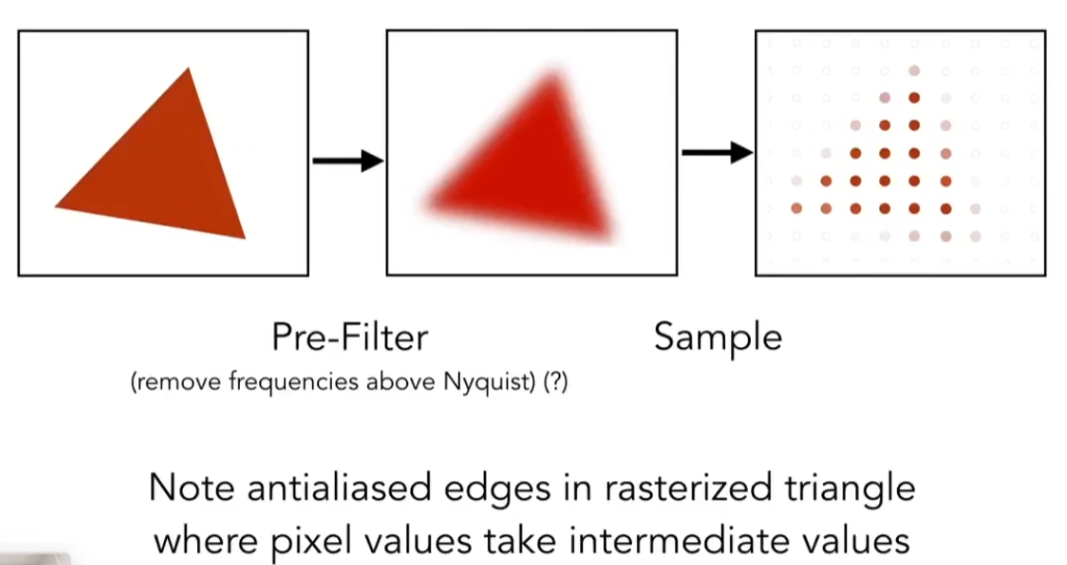 Pre-Filter
Sample
(remove frequencies above Nyquist) (?)
Note antialiased edges in rasterized triangle
where pixel values take intermediate values